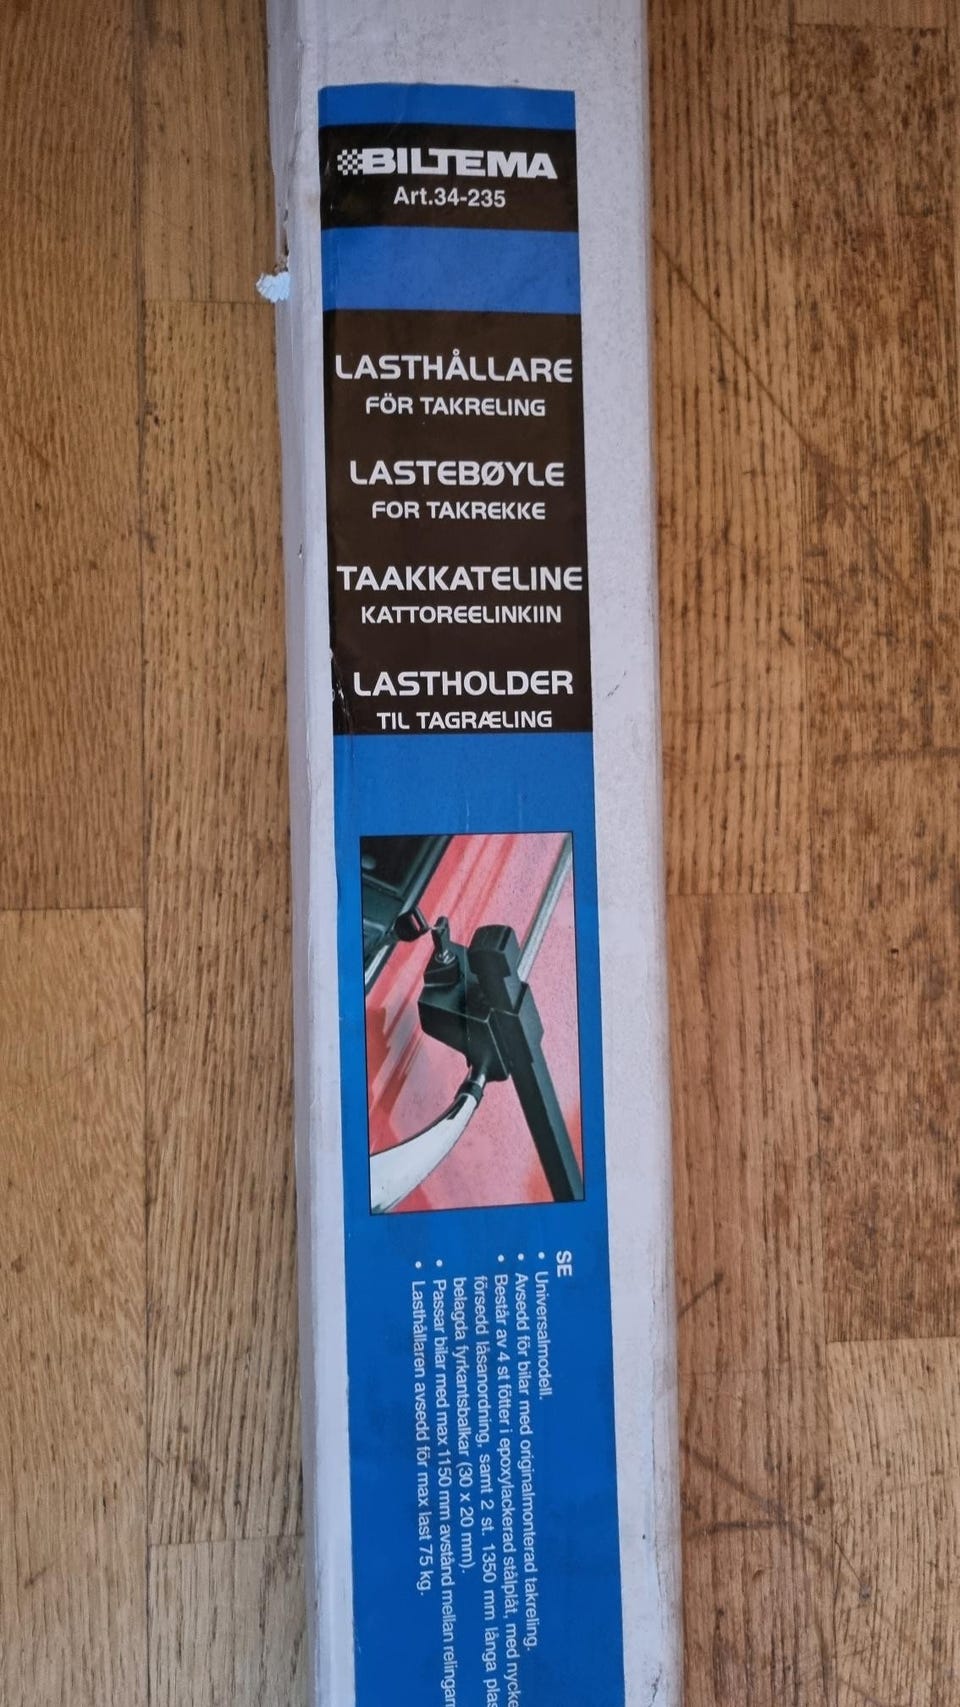 BILTEMA
Art.34-235
LASTHÅLLARE
FÖR TAKRELING
LASTEBØYLE
FOR TAKREKKE
TAAKKATELINE
KATTOREELINKIIN
LASTHOLDER
TIL TAGRÆLING
SE
• Universalmodell.
• Avsedd för bilar med originalmonterad takreling.
• Består av 4 st fötter i epoxylackerad stålplåt, med nycke
försedd låsanordning, samt 2 st. 1350 mm långa plas
belagda fyrkantsbalkar (30 x 20 mm).
• Passar bilar med max 1150 mm avstånd mellan relingar
• Lasthållaren avsedd för max last 75 kg.